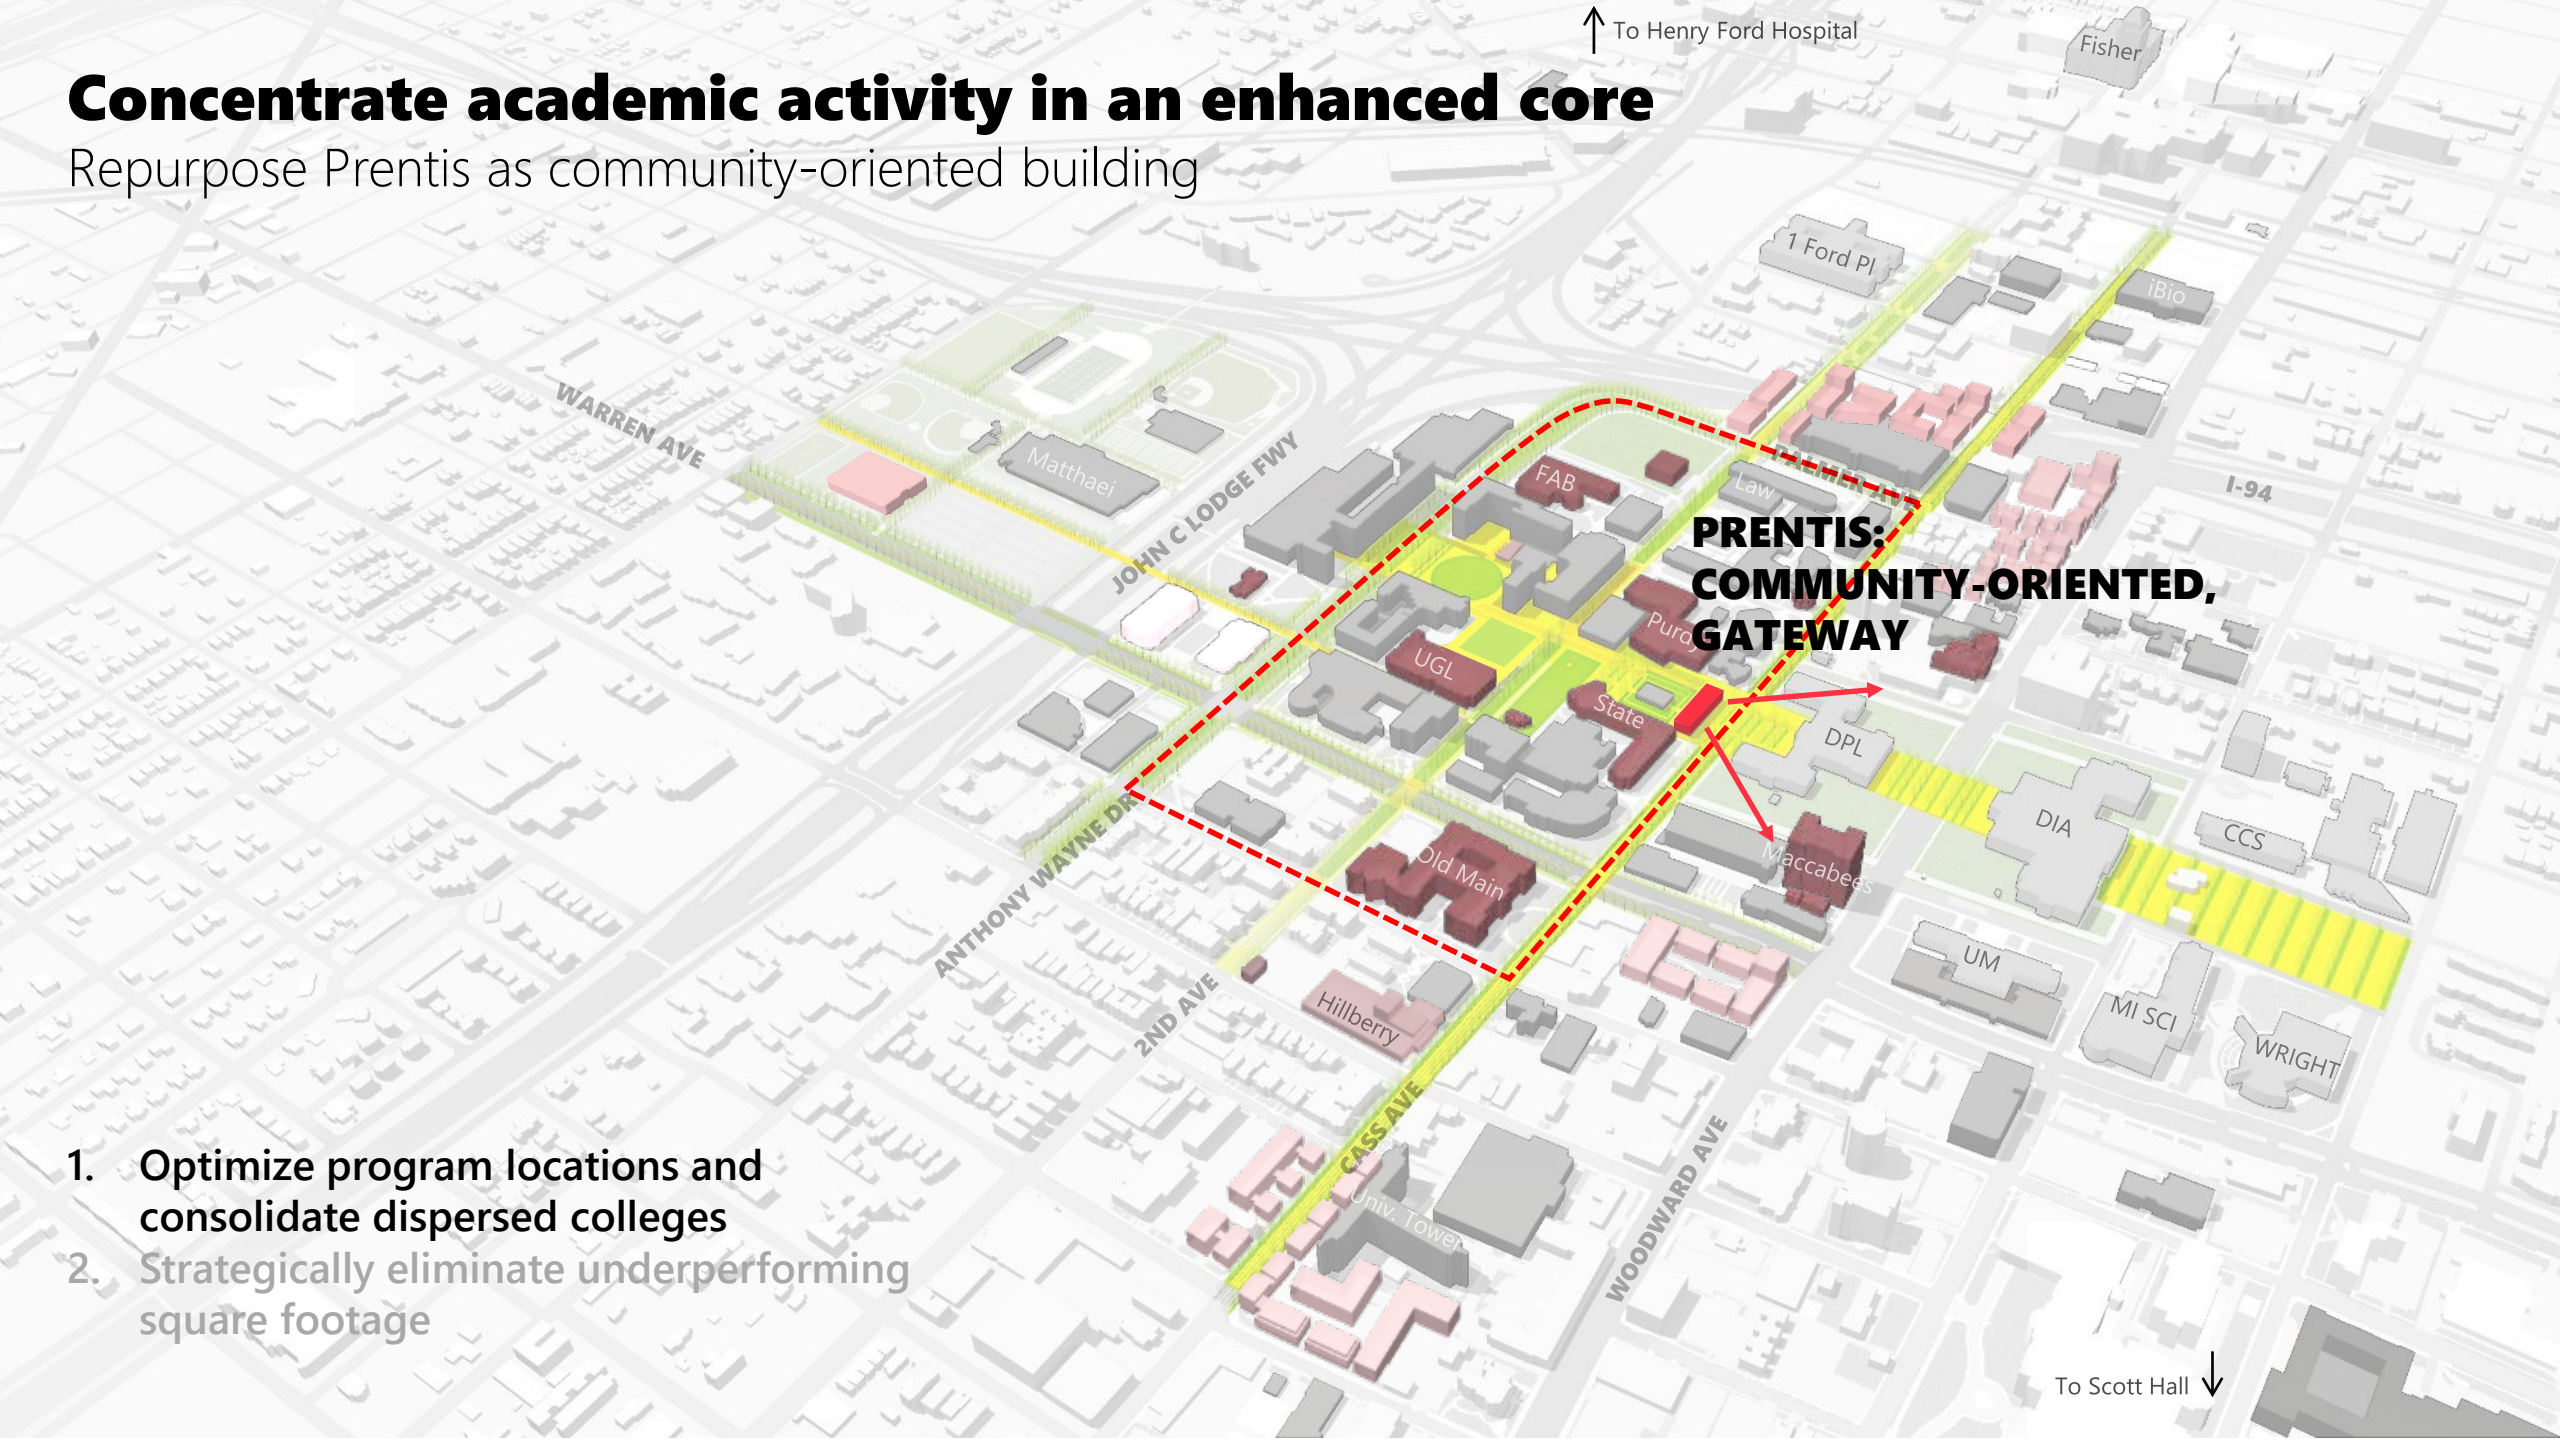 To Henry Ford Hospital
Fisher
Concentrate academic activity in an enhanced core
Repurpose Prentis as community-oriented building
1 Ford Pl
iBio
WARREN AVE
Matthaei
JOHN C LODGE FWY
FAB
Law
PALMER AVE
I-94
PRENTIS:
COMMUNITY-ORIENTED,
GATEWAY
Purdy
UGL
State
DPL
DIA
CCS
Maccabees
Old Main
ANTHONY WAYNE DR
2ND AVE
Hillberry
UM
MI SCI
WRIGHT
CASS AVE
WOODWARD AVE
Univ. Tower
1. Optimize program locations and
consolidate dispersed colleges
2. Strategically eliminate underperforming
square footage
To Scott Hall